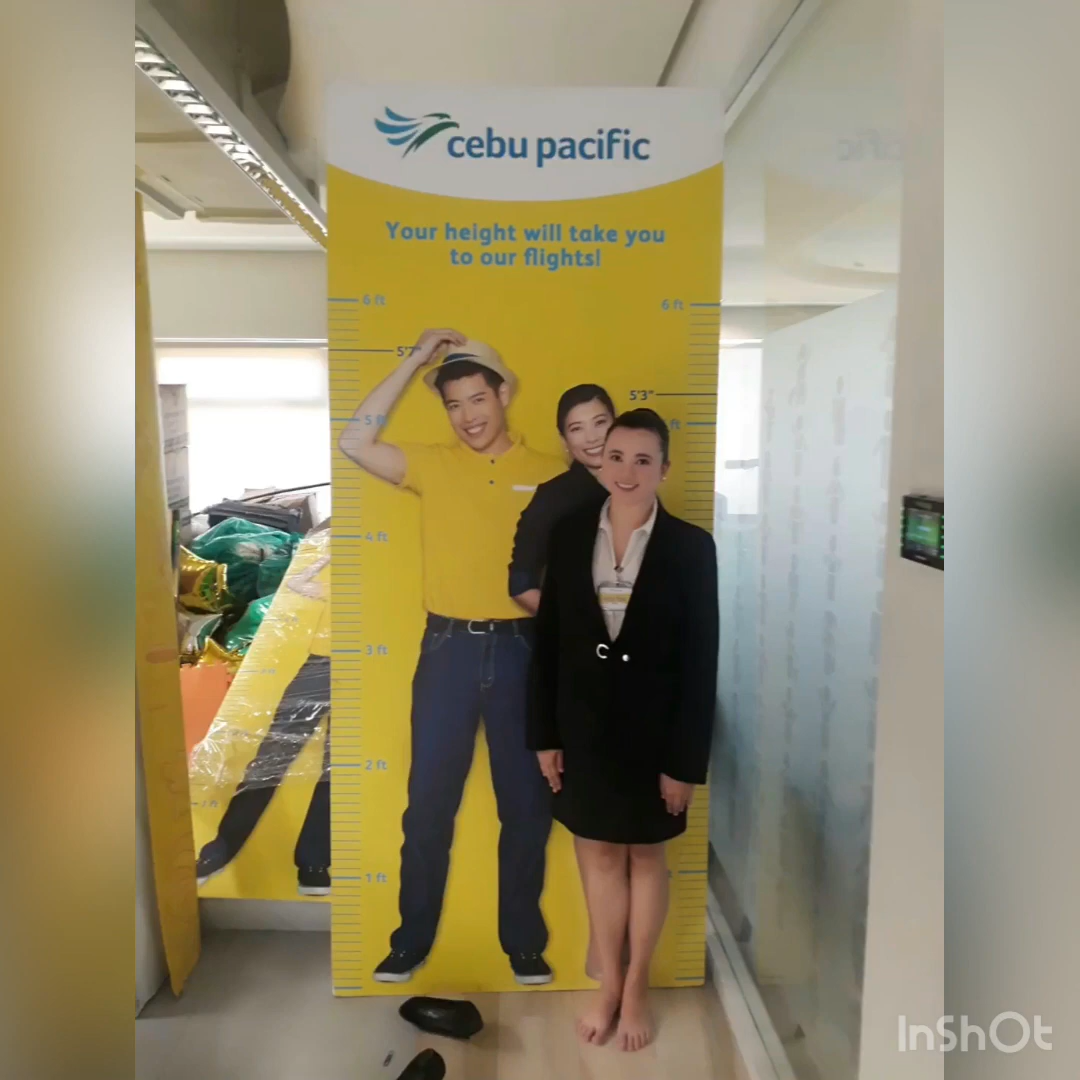 cebu pacific
Your height will take you
to our flights!
6 ft
6 ft
5'7"
5'3"
5 ft
ft
4 ft
3 ft
2 ft
1 ft
InShOt